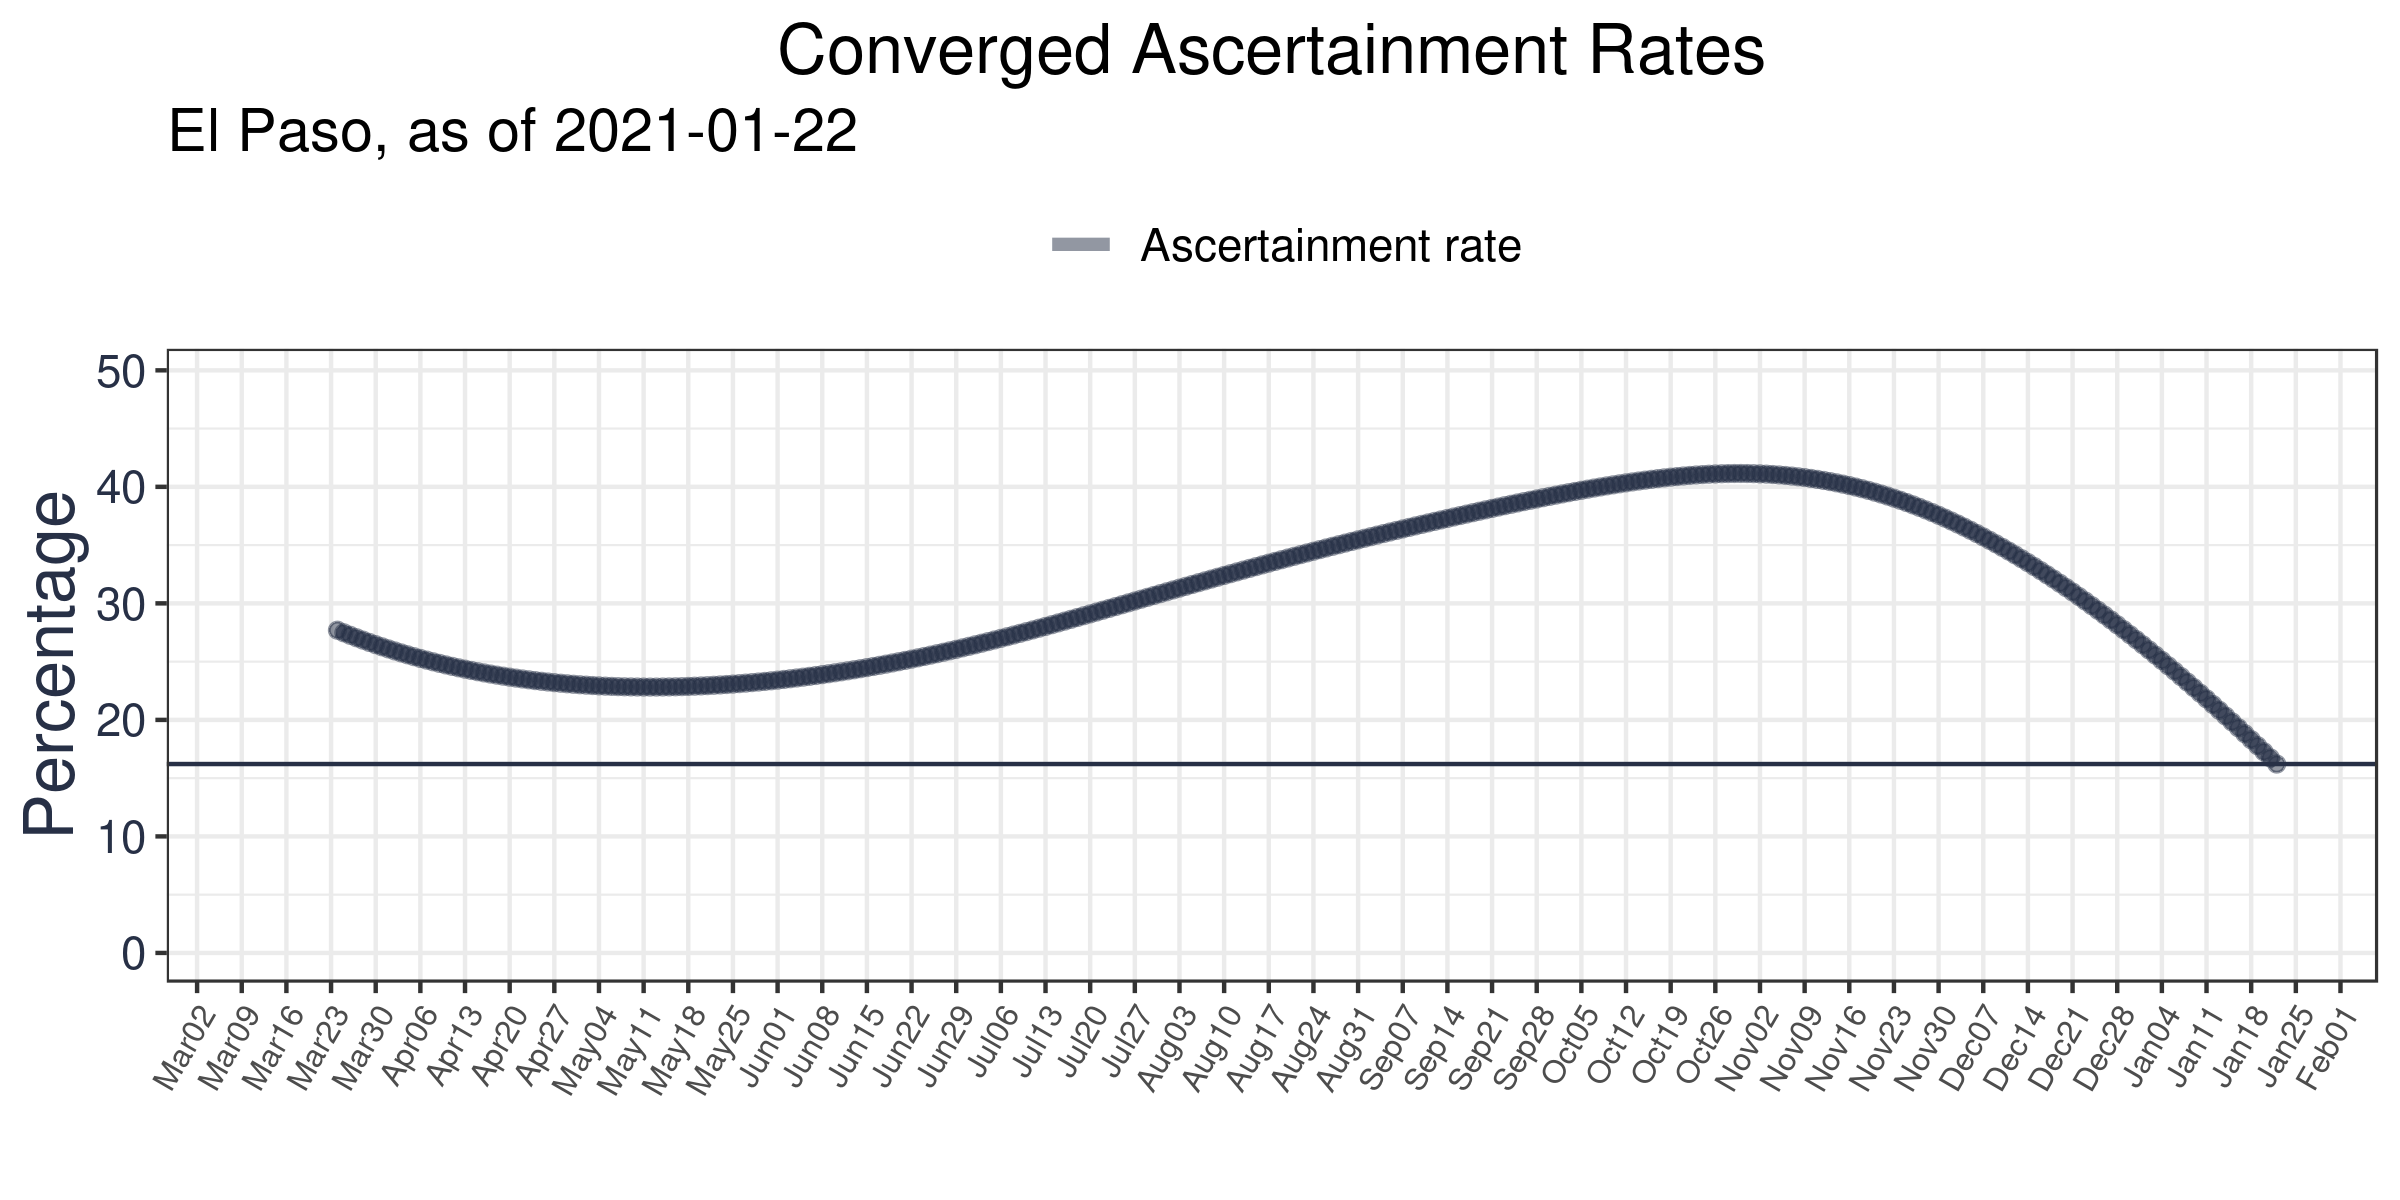 Converged Ascertainment Rates
El Paso, as of 2021-01-22
Ascertainment rate
Percentage
50
40
30
20
10
0
Mar02 Mar09 Mar16 Mar23 Mar30 Apr06 Apr13 Apr20 Apr27 May04 May11 May18 May25 Jun01 Jun08 Jun15 Jun22 Jun29 Jul06 Jul13 Jul20 Jul27 Aug03 Aug10 Aug17 Aug24 Aug31 Sep07 Sep14 Sep21 Sep28 Oct05 Oct12 Oct19 Oct26 Nov02 Nov09 Nov16 Nov23 Nov30 Dec07 Dec14 Dec21 Dec28 Jan04 Jan11 Jan18 Jan25 Feb01